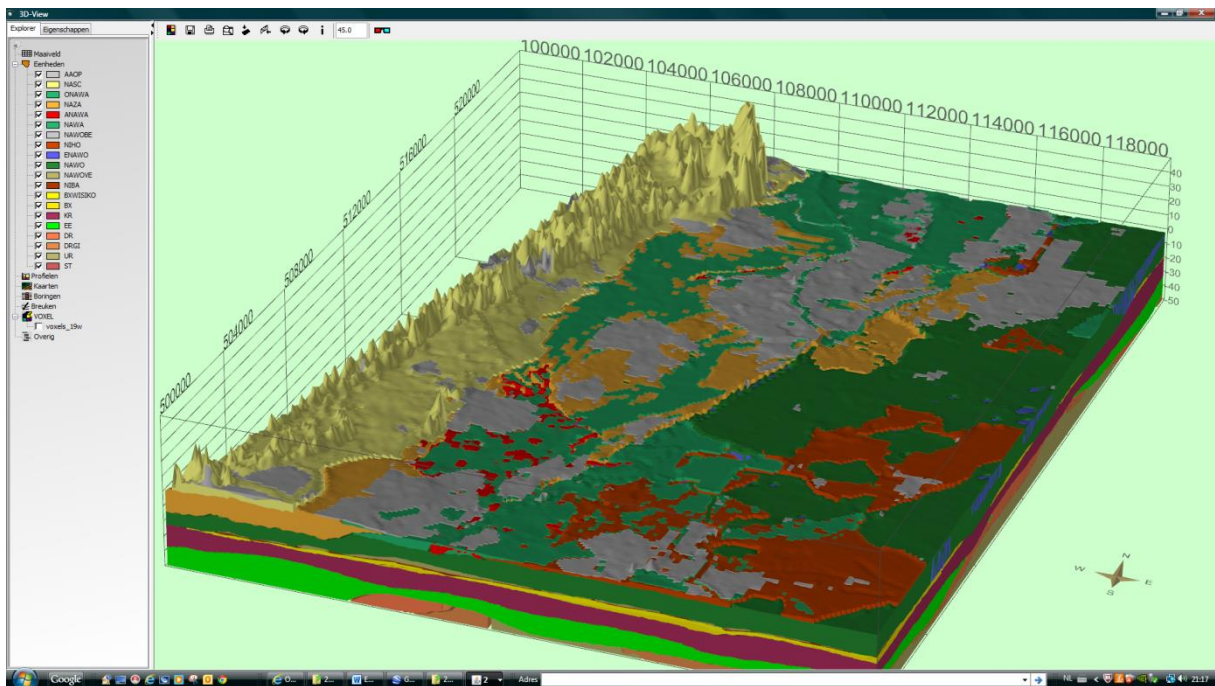 3D-View
Explorer Eigenschappen
45.0
Maaiveld
Eenheden
AAOP
NASC
ONAWA
NAZA
ANAWA
NAWA
NAWOBE
NIHO
ENAWO
NAWO
NAWOVE
NIBA
BXWISIKO
BX
KR
EE
DR
DRGI
UR
ST
Profielen
Kaarten
Boringen
Breuken
VOXEL
voxels_19w
Overig
100000 102000 104000 106000 108000 110000 112000 114000 116000 118000
520000
516000
512000
508000
504000
500000
40
30
20
10
0
-10
-20
-30
-40
-50
N
W
E
S
Google
O...
2...
E...
G...
2...
2
Adres
NL
21:17